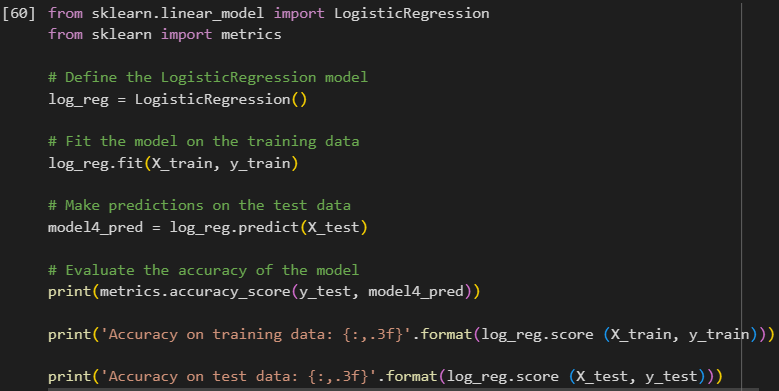 [60] from sklearn.linear_model import LogisticRegression
from sklearn import metrics
# Define the LogisticRegression model
log_reg = LogisticRegression()
# Fit the model on the training data
log_reg.fit(X_train, y_train)
# Make predictions on the test data
model4_pred = log_reg.predict(X_test)
# Evaluate the accuracy of the model
print(metrics.accuracy_score(y_test, model4_pred))
print('Accuracy on training data: {:,.3f}'.format(log_reg.score (X_train, y_train)))
print('Accuracy on test data: {:,.3f}'.format(log_reg.score (X_test, y_test)))